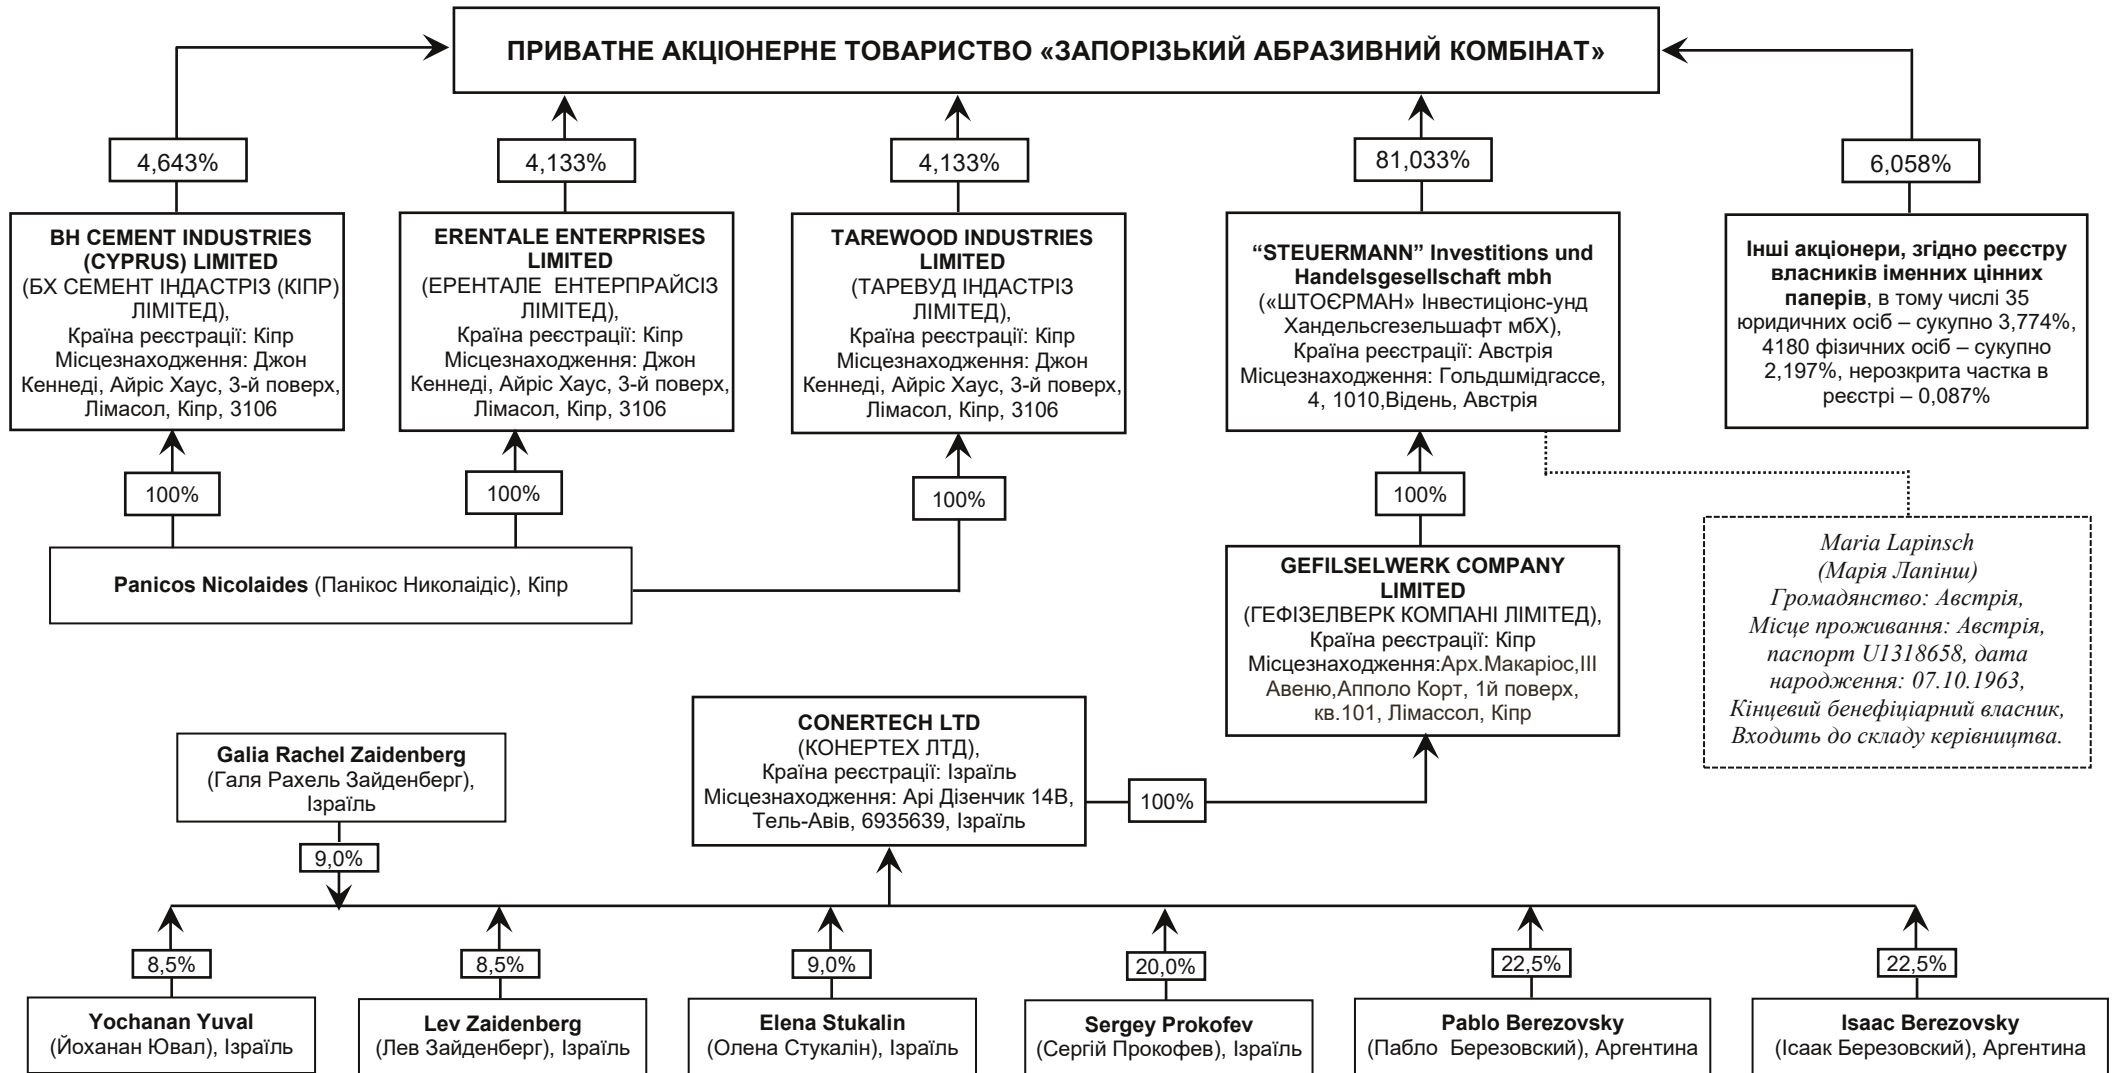 ПРИВАТНЕ АКЦІОНЕРНЕ ТОВАРИСТВО «ЗАПОРІЗЬКИЙ АБРАЗИВНИЙ КОМБІНАТ»
4,643%
4,133%
4,133%
81,033%
6,058%
BH CEMENT INDUSTRIES
(CYPRUS) LIMITED
(БХ СЕМЕНТ ІНДАСТРІЗ (КІПР)
ЛІМІТЕД),
Країна реєстрації: Кіпр
Місцезнаходження: Джон
Кеннеді, Айріс Хаус, 3-й поверх,
Лімасол, Кіпр, 3106
ERENTALE ENTERPRISES
LIMITED
(ЕРЕНТАЛЕ  ЕНТЕРПРАЙСІЗ
ЛІМІТЕД),
Країна реєстрації: Кіпр
Місцезнаходження: Джон
Кеннеді, Айріс Хаус, 3-й поверх,
Лімасол, Кіпр, 3106
TAREWOOD INDUSTRIES
LIMITED
(ТАРЕВУД ІНДАСТРІЗ
ЛІМІТЕД),
Країна реєстрації: Кіпр
Місцезнаходження: Джон
Кеннеді, Айріс Хаус, 3-й поверх,
Лімасол, Кіпр, 3106
“STEUERMANN” Investitions und
Handelsgesellschaft mbh
(«ШТОЄРМАН» Інвестиціонс-унд
Хандельсгезельшафт мбХ),
Країна реєстрації: Австрія
Місцезнаходження: Гольдшмідгассе,
4, 1010,Відень, Австрія
Інші акціонери, згідно реєстру
власників іменних цінних
паперів, в тому числі 35
юридичних осіб – сукупно 3,774%,
4180 фізичних осіб – сукупно
2,197%, нерозкрита частка в
реєстрі – 0,087%
100%
100%
100%
100%
Panicos Nicolaides (Панікос Николаідіс), Кіпр
GEFILSELWERK COMPANY
LIMITED
(ГЕФІЗЕЛВЕРК КОМПАНІ ЛІМІТЕД),
Країна реєстрації: Кіпр
Місцезнаходження:Арх.Макаріос,ІІІ
Авеню,Апполо Корт, 1й поверх,
кв.101, Лімассол, Кіпр
Maria Lapinsch
(Марія Лапінш)
Громадянство: Австрія,
Місце проживання: Австрія,
паспорт U1318658, дата
народження: 07.10.1963,
Кінцевий бенефіціарний власник,
Входить до складу керівництва.
CONERTECH LTD
(КОНЕРТЕХ ЛТД),
Країна реєстрації: Ізраїль
Місцезнаходження: Арі Дізенчик 14В,
Тель-Авів, 6935639, Ізраїль
100%
Galia Rachel Zaidenberg
(Галя Рахель Зайденберг),
Ізраїль
9,0%
8,5%
8,5%
9,0%
20,0%
22,5%
22,5%
Yochanan Yuval
(Йоханан Ювал), Ізраїль
Lev Zaidenberg
(Лев Зайденберг), Ізраїль
Elena Stukalin
(Олена Стукалін), Ізраїль
Sergey Prokofev
(Сергій Прокофев), Ізраїль
Pablo Berezovsky
(Пабло  Березовский), Аргентина
Isaac Berezovsky
(Ісаак Березовский), Аргентина